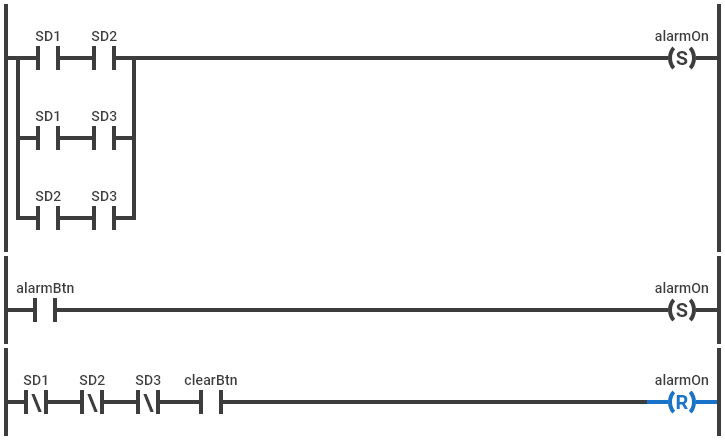 SD1 SD2 alarmOn
S
SD1 SD3
SD2 SD3
alarmBtn alarmOn
S
SD1 SD2 SD3 clearBtn alarmOn
R